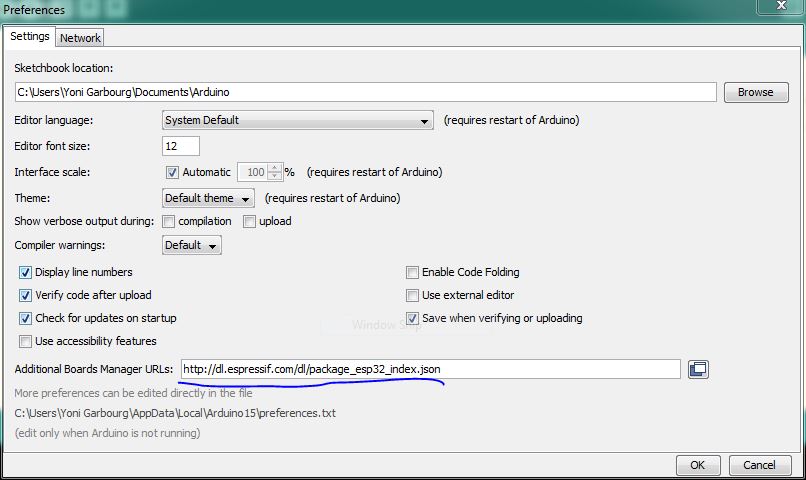 Preferences
Settings Network
Sketchbook location:
C:\Users\Yoni Garbourg\Documents\Arduino Browse
Editor language: System Default (requires restart of Arduino)
Editor font size: 12
Interface scale: Automatic 100 % (requires restart of Arduino)
Theme: Default theme (requires restart of Arduino)
Show verbose output during: compilation upload
Compiler warnings: Default
Display line numbers Enable Code Folding
Verify code after upload Use external editor
Check for updates on startup Save when verifying or uploading
Window Snip
Use accessibility features
Additional Boards Manager URLs: http://dl.espressif.com/dl/package_esp32_index.json
More preferences can be edited directly in the file
C:\Users\Yoni Garbourg\AppData\Local\Arduino15\preferences.txt
(edit only when Arduino is not running)
OK Cancel